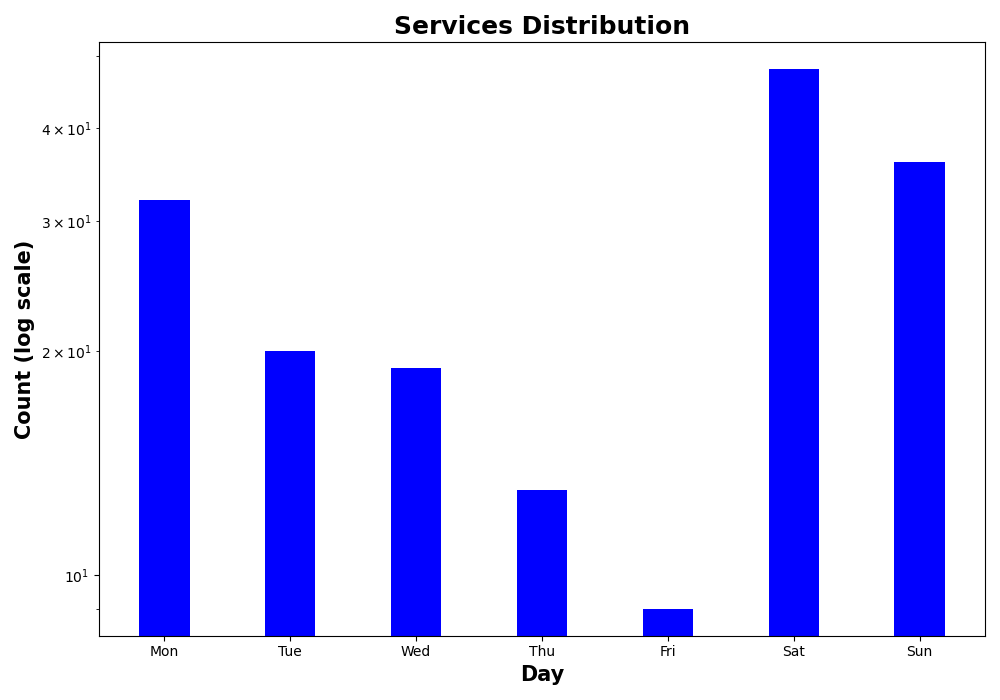 Services Distribution
Count (log scale)
4 × 10¹
3 × 10¹
2 × 10¹
10¹
Mon Tue Wed Thu Fri Sat Sun
Day